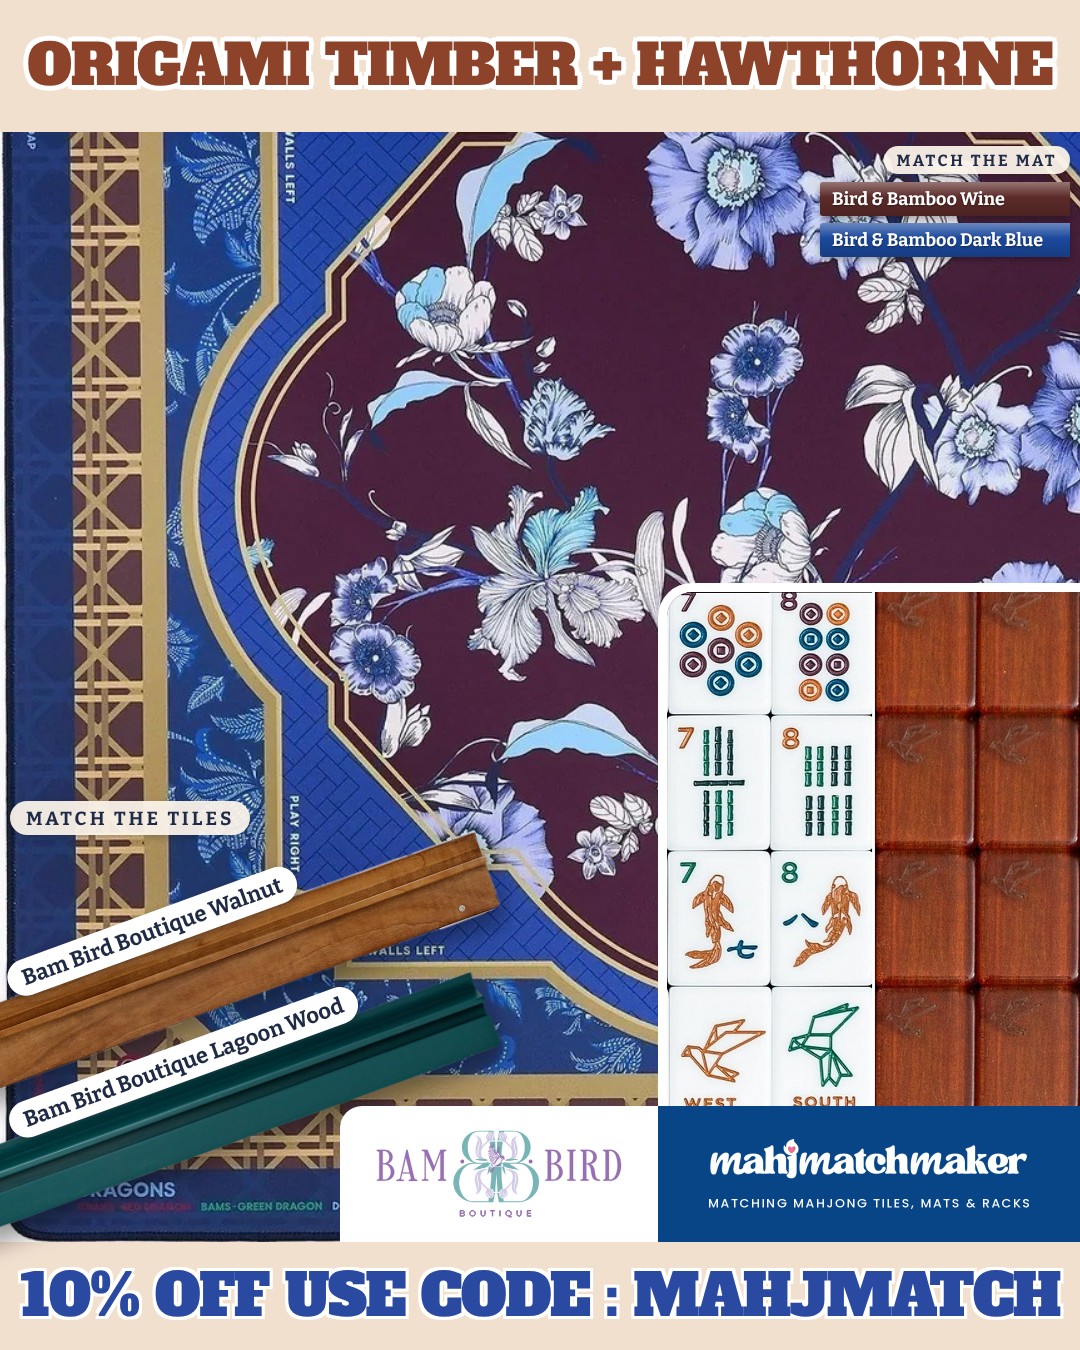 ORIGAMI TIMBER + HAWTHORNE
WALLS LEFT
MATCH THE MAT
Bird & Bamboo Wine
Bird & Bamboo Dark Blue
7
8
7
8
7
8
七
八
WEST
SOUTH
MATCH THE TILES
PLAY RIGHT
Bam Bird Boutique Walnut
WALLS LEFT
Bam Bird Boutique Lagoon Wood
BAM BIRD
BOUTIQUE
mahjmatchmaker
MATCHING MAHJONG TILES, MATS & RACKS
DRAGONS
BAMS-GREEN DRAGON
10% OFF USE CODE : MAHJMATCH